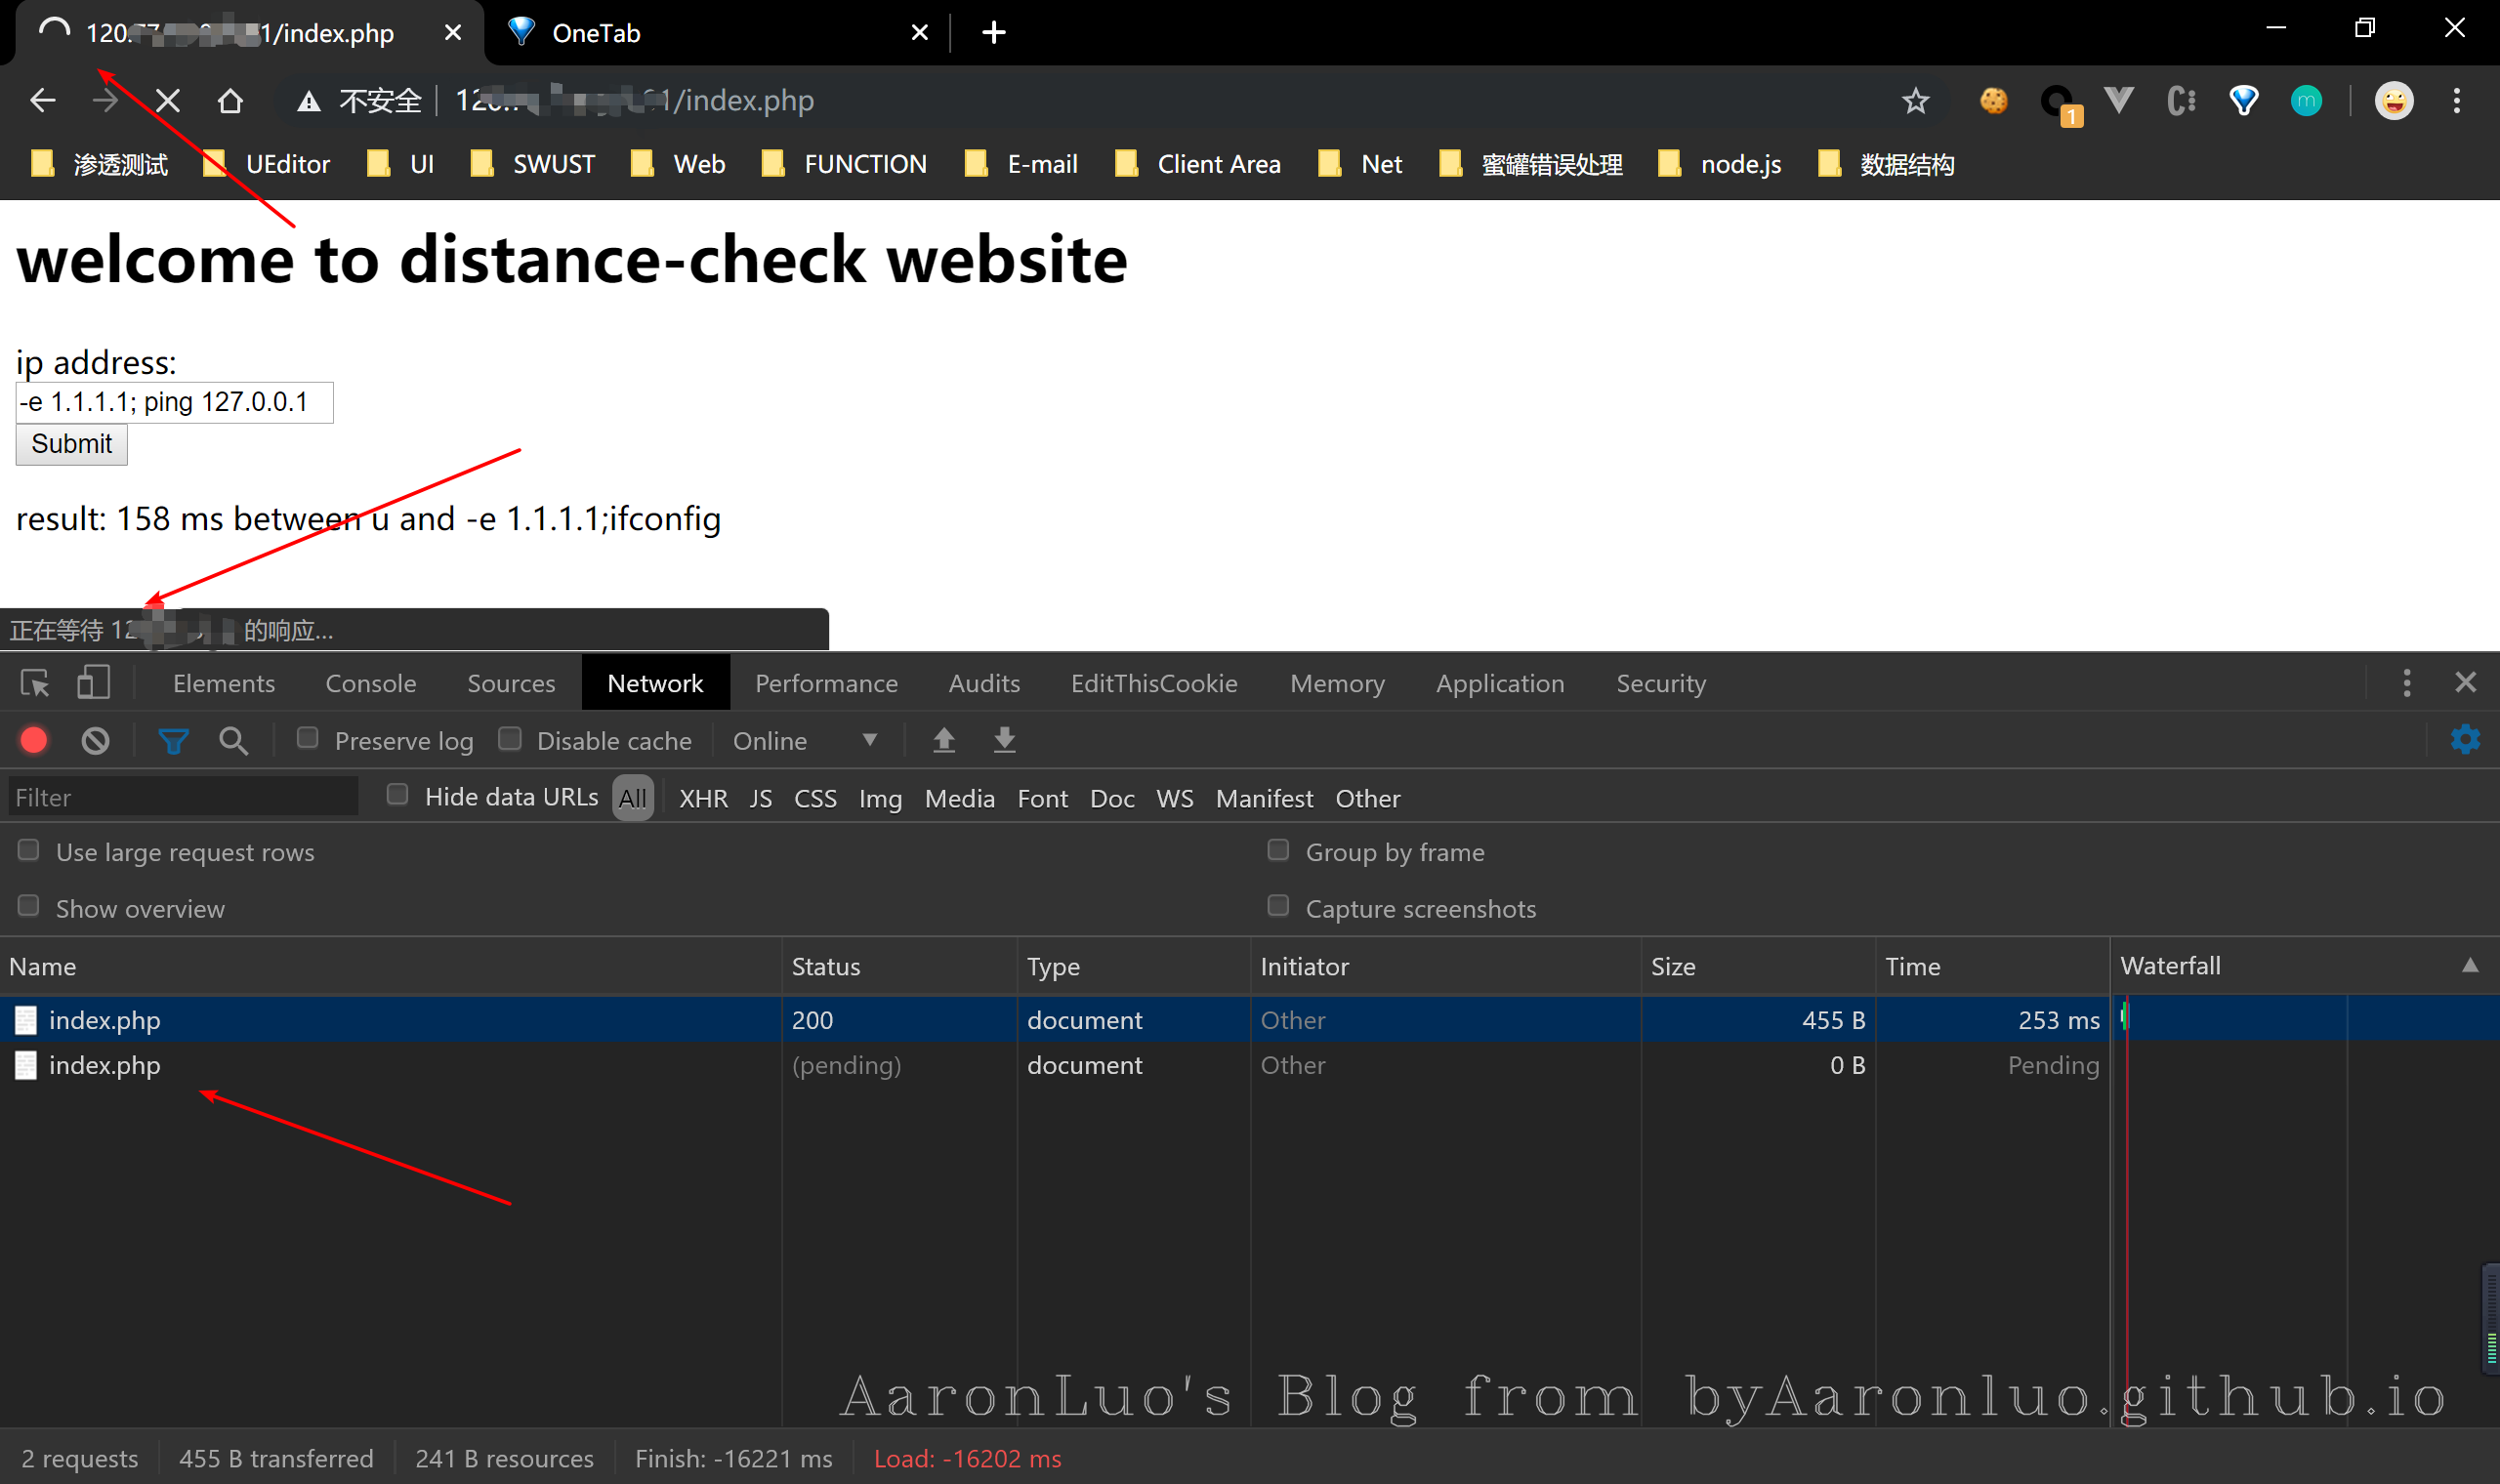 /index.php
OneTab
不安全
/index.php
1
渗透测试 UEditor UI SWUST Web FUNCTION E-mail Client Area Net 蜜罐错误处理 node.js 数据结构
welcome to distance-check website
ip address:
-e 1.1.1.1; ping 127.0.0.1
Submit
result: 158 ms between u and -e 1.1.1.1;ifconfig
正在等待 的响应...
Elements Console Sources Network Performance Audits EditThisCookie Memory Application Security
Preserve log Disable cache Online
Filter Hide data URLs All XHR JS CSS Img Media Font Doc WS Manifest Other
Use large request rows Group by frame
Show overview Capture screenshots
Name Status Type Initiator Size Time Waterfall
index.php 200 document Other 455 B 253 ms
index.php (pending) document Other 0 B Pending
AaronLuo's Blog from byAaronluo.github.io
2 requests 455 B transferred 241 B resources Finish: -16221 ms Load: -16202 ms